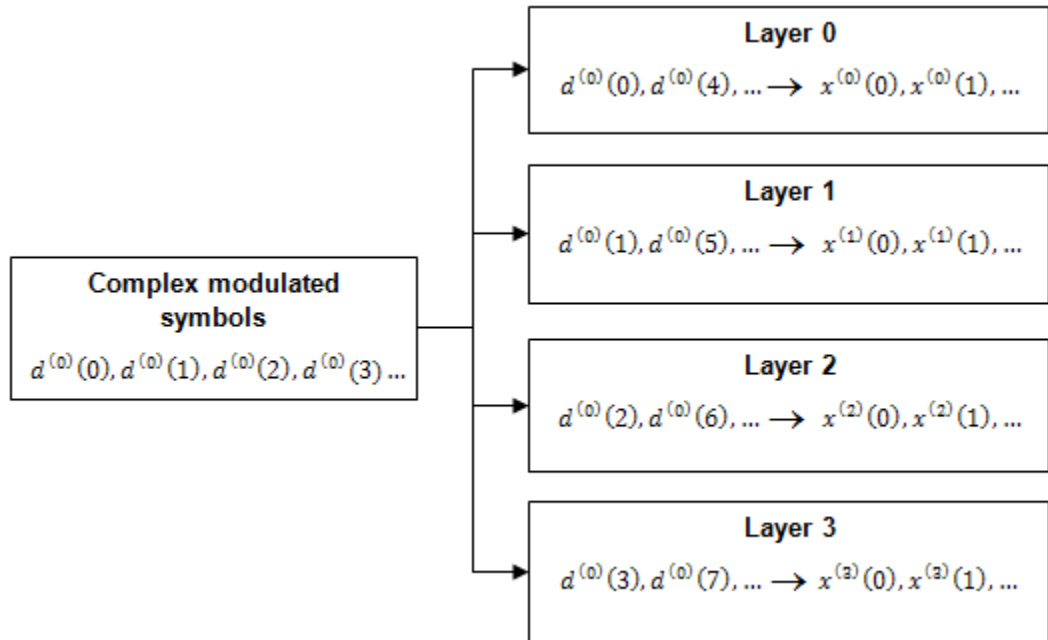 Layer 0
d⁽⁰⁾(0), d⁽⁰⁾(4), ... → x⁽⁰⁾(0), x⁽⁰⁾(1), ...
Layer 1
d⁽⁰⁾(1), d⁽⁰⁾(5), ... → x⁽¹⁾(0), x⁽¹⁾(1), ...
Complex modulated
symbols
d⁽⁰⁾(0), d⁽⁰⁾(1), d⁽⁰⁾(2), d⁽⁰⁾(3) ...
Layer 2
d⁽⁰⁾(2), d⁽⁰⁾(6), ... → x⁽²⁾(0), x⁽²⁾(1), ...
Layer 3
d⁽⁰⁾(3), d⁽⁰⁾(7), ... → x⁽³⁾(0), x⁽³⁾(1), ...